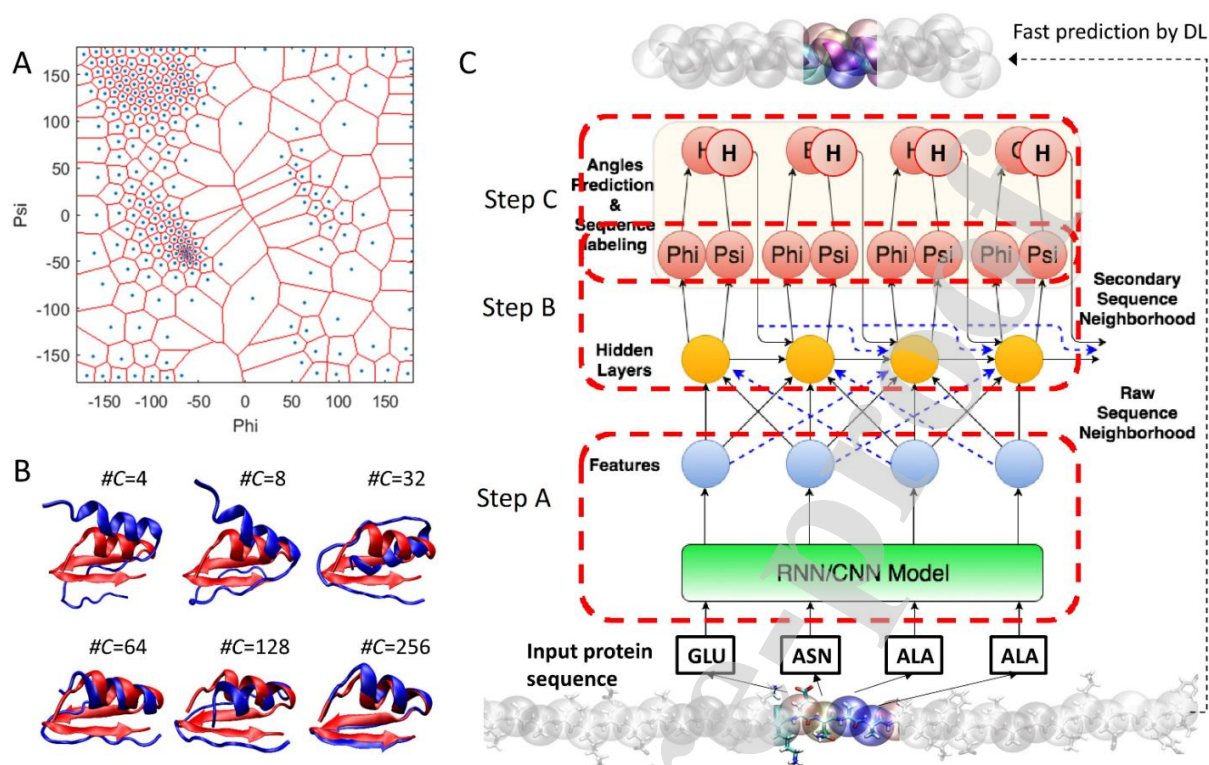 A
150
100
50
0
-50
-100
-150
Psi
-150 -100 -50 0 50 100 150
Phi
B
#C=4 #C=8 #C=32
#C=64 #C=128 #C=256
C
Fast prediction by DL
H H H H
Angles
Prediction
&
Sequence
labeling
Step C
Phi Psi Phi Psi Phi Psi Phi Psi
Step B
Secondary
Sequence
Neighborhood
Hidden
Layers
Raw
Sequence
Neighborhood
Features
Step A
RNN/CNN Model
Input protein
sequence
GLU ASN ALA ALA